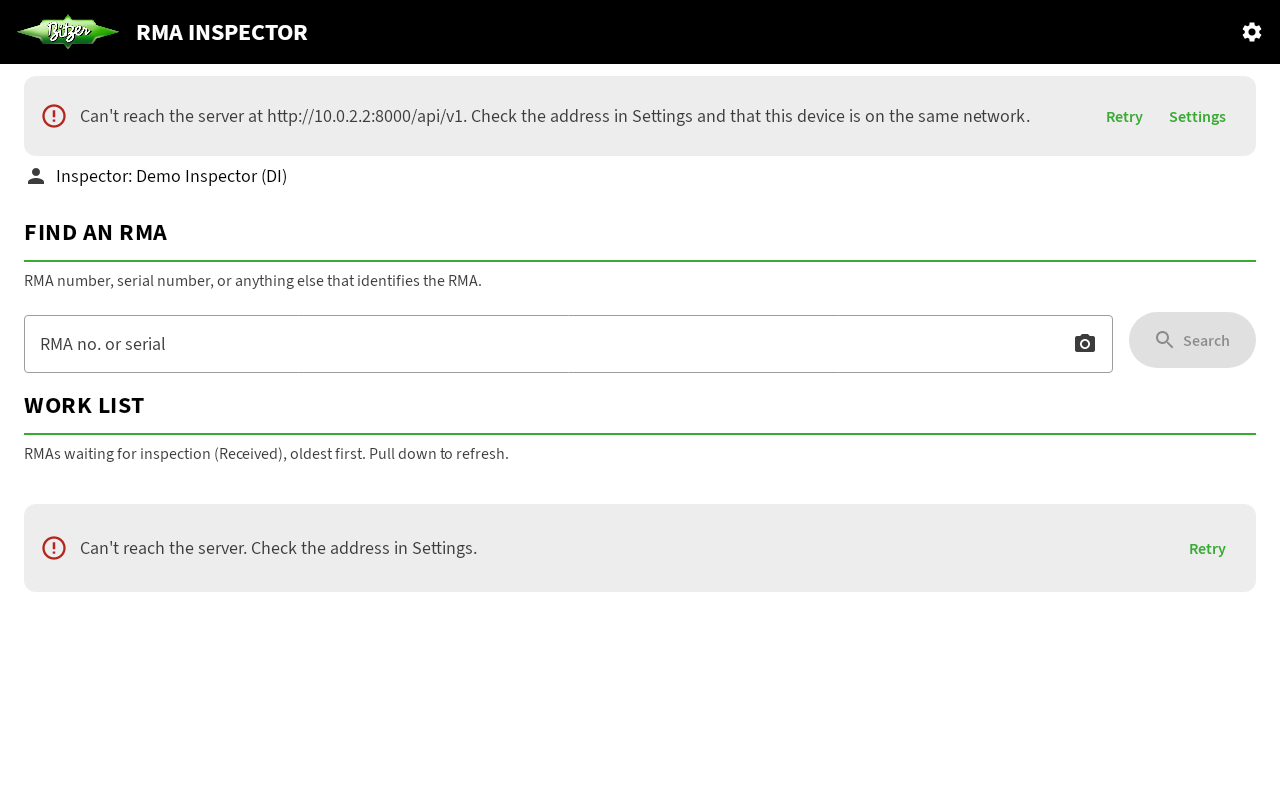 Bitzer
RMA INSPECTOR
Can't reach the server at http://10.0.2.2:8000/api/v1. Check the address in Settings and that this device is on the same network.
Retry
Settings
Inspector: Demo Inspector (DI)
FIND AN RMA
RMA number, serial number, or anything else that identifies the RMA.
RMA no. or serial
Search
WORK LIST
RMAs waiting for inspection (Received), oldest first. Pull down to refresh.
Can't reach the server. Check the address in Settings.
Retry